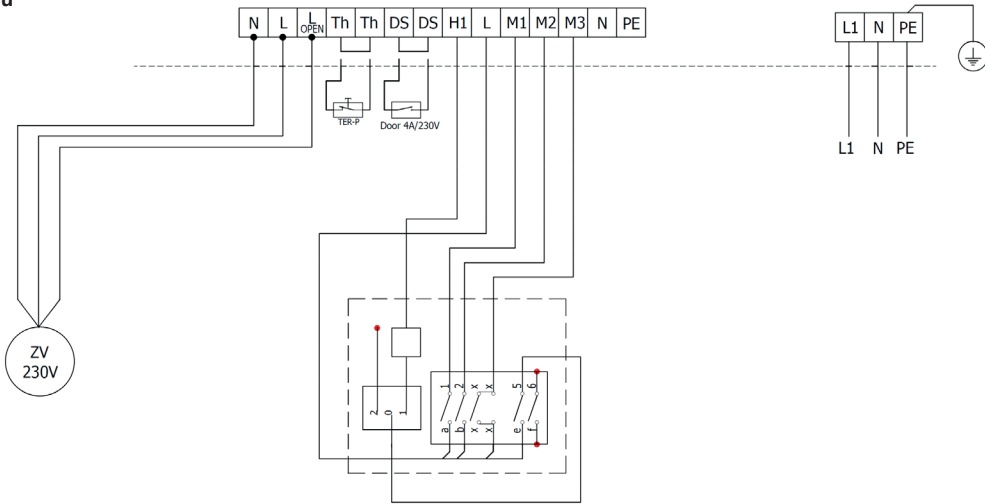 N L L OPEN Th Th DS DS H1 L M1 M2 M3 N PE
L1 N PE
TER-P
Door 4A/230V
L1 N PE
ZV
230V
1 2 x x 5 6
2 0 1
a b x x e f